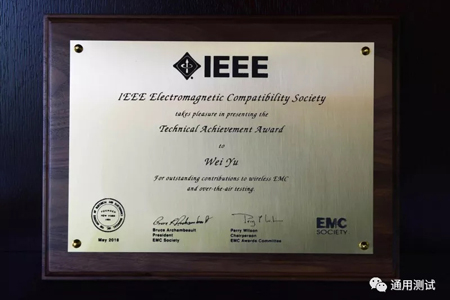 IEEE
IEEE Electromagnetic Compatibility Society
takes pleasure in presenting the
Technical Achievement Award
to
Wei Yu
For outstanding contributions to wireless EMC
and over-the-air testing.
May 2018
Bruce Archambeault
President
EMC Society
Perry Wilson
Chairperson
EMC Awards Committee
EMC
SOCIETY
通用测试